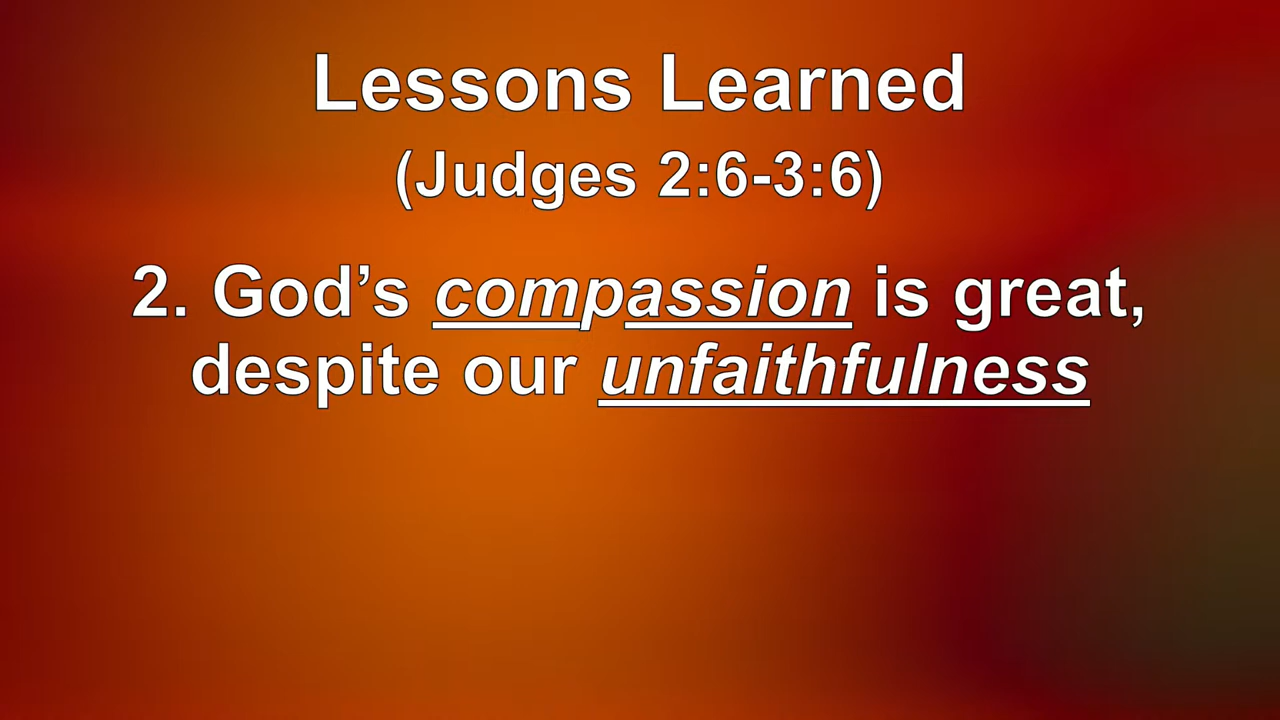 Lessons Learned
(Judges 2:6-3:6)
2. God’s compassion is great,
despite our unfaithfulness